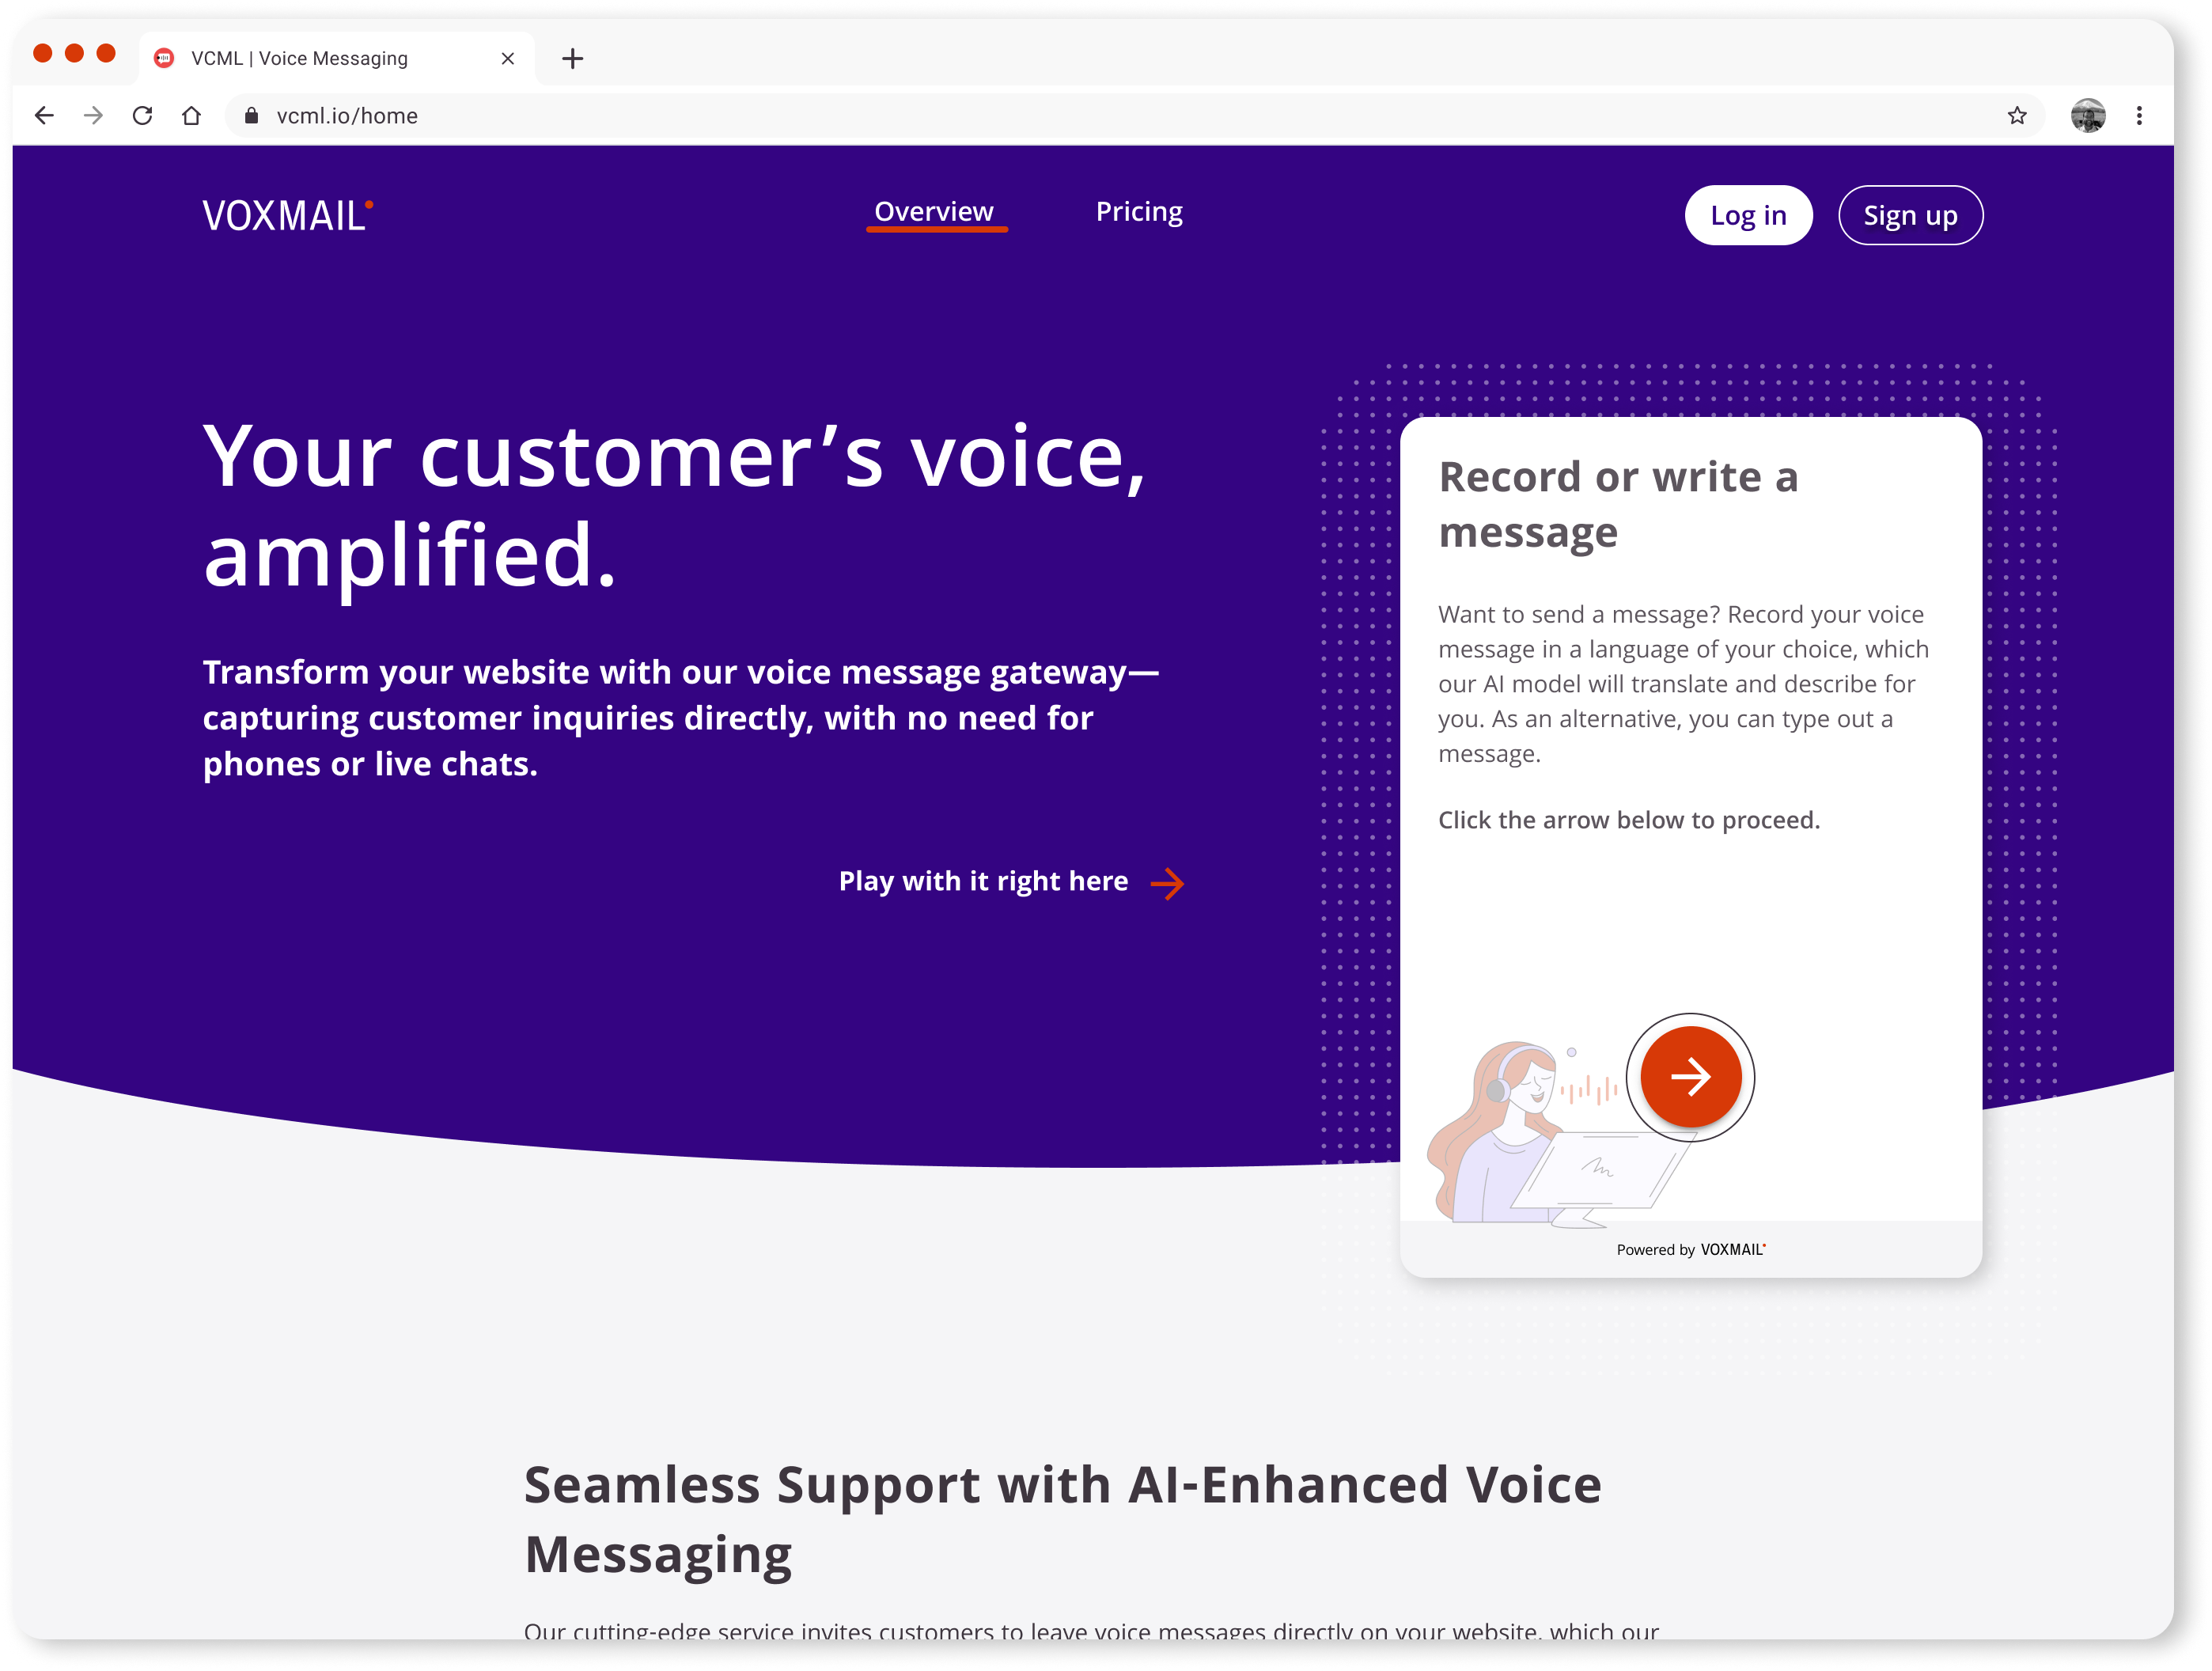 VCML | Voice Messaging
vcml.io/home
VOXMAIL
Overview
Pricing
Log in
Sign up
Your customer’s voice,
amplified.
Transform your website with our voice message gateway—
capturing customer inquiries directly, with no need for
phones or live chats.
Play with it right here
Record or write a
message
Want to send a message? Record your voice
message in a language of your choice, which
our AI model will translate and describe for
you. As an alternative, you can type out a
message.
Click the arrow below to proceed.
Powered by VOXMAIL
Seamless Support with AI-Enhanced Voice
Messaging
Our cutting-edge service invites customers to leave voice messages directly on your website, which our